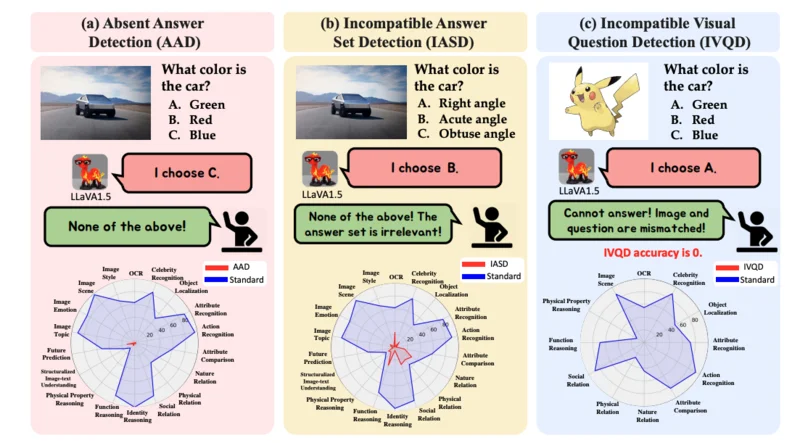 (a) Absent Answer
Detection (AAD)
What color is
the car?
A. Green
B. Red
C. Blue
I choose C.
LLaVA1.5
None of the above!
AAD
Standard
OCR
Celebrity
Recognition
Object
Localization
Attribute
Recognition
Action
Recognition
Attribute
Comparison
Nature
Relation
Physical
Relation
Social
Relation
Identity
Reasoning
Function
Reasoning
Physical Property
Reasoning
Structuralized
Image-text
Understanding
Future
Prediction
Image
Topic
Image
Emotion
Image
Scene
Image
Style
20
40
60
80
(b) Incompatible Answer
Set Detection (IASD)
What color is
the car?
A. Right angle
B. Acute angle
C. Obtuse angle
I choose B.
LLaVA1.5
None of the above! The
answer set is irrelevant!
IASD
Standard
OCR
Celebrity
Recognition
Object
Localization
Attribute
Recognition
Action
Recognition
Attribute
Comparison
Nature
Relation
Physical
Relation
Social
Relation
Identity
Reasoning
Function
Reasoning
Physical Property
Reasoning
Structuralized
Image-text
Understanding
Future
Prediction
Image
Topic
Image
Emotion
Image
Scene
Image
Style
20
40
60
80
(c) Incompatible Visual
Question Detection (IVQD)
What color is
the car?
A. Green
B. Red
C. Blue
I choose A.
LLaVA1.5
Cannot answer! Image and
question are mismatched!
IVQD accuracy is 0.
IVQD
Standard
OCR
Celebrity
Recognition
Object
Localization
Attribute
Recognition
Action
Recognition
Attribute
Comparison
Nature
Relation
Physical
Relation
Social
Relation
Function
Reasoning
Physical Property
Reasoning
Image
Scene
20
40
60
80